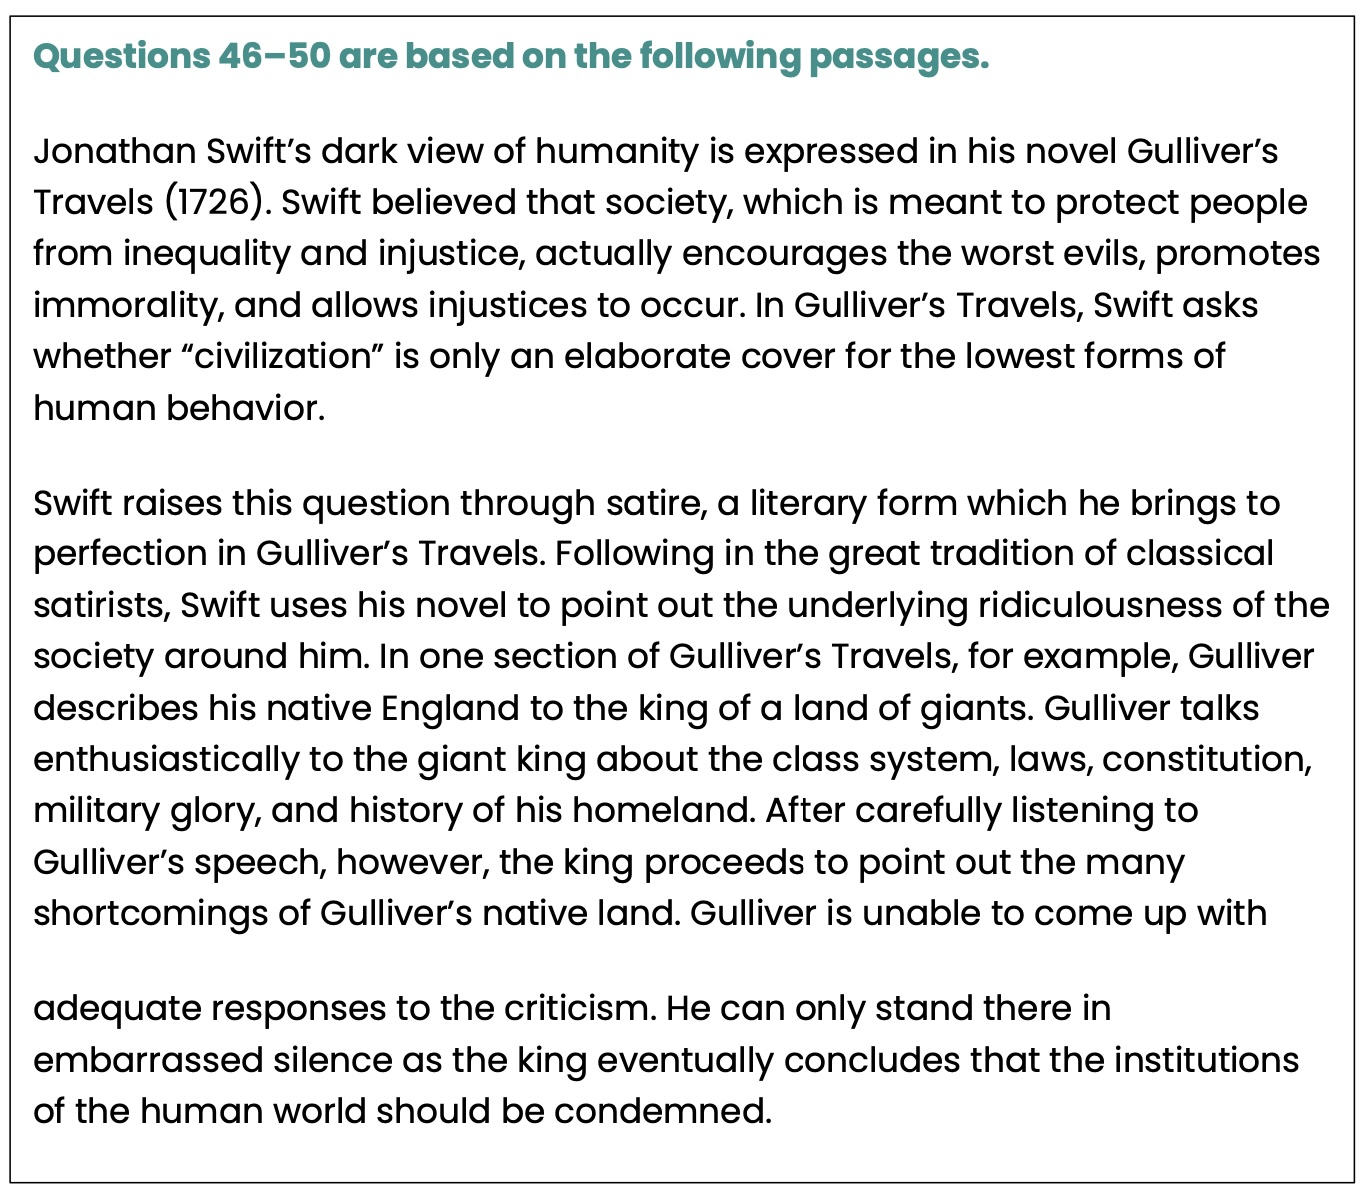 Questions 46–50 are based on the following passages.
Jonathan Swift’s dark view of humanity is expressed in his novel Gulliver’s
Travels (1726). Swift believed that society, which is meant to protect people
from inequality and injustice, actually encourages the worst evils, promotes
immorality, and allows injustices to occur. In Gulliver’s Travels, Swift asks
whether “civilization” is only an elaborate cover for the lowest forms of
human behavior.
Swift raises this question through satire, a literary form which he brings to
perfection in Gulliver’s Travels. Following in the great tradition of classical
satirists, Swift uses his novel to point out the underlying ridiculousness of the
society around him. In one section of Gulliver’s Travels, for example, Gulliver
describes his native England to the king of a land of giants. Gulliver talks
enthusiastically to the giant king about the class system, laws, constitution,
military glory, and history of his homeland. After carefully listening to
Gulliver’s speech, however, the king proceeds to point out the many
shortcomings of Gulliver’s native land. Gulliver is unable to come up with
adequate responses to the criticism. He can only stand there in
embarrassed silence as the king eventually concludes that the institutions
of the human world should be condemned.